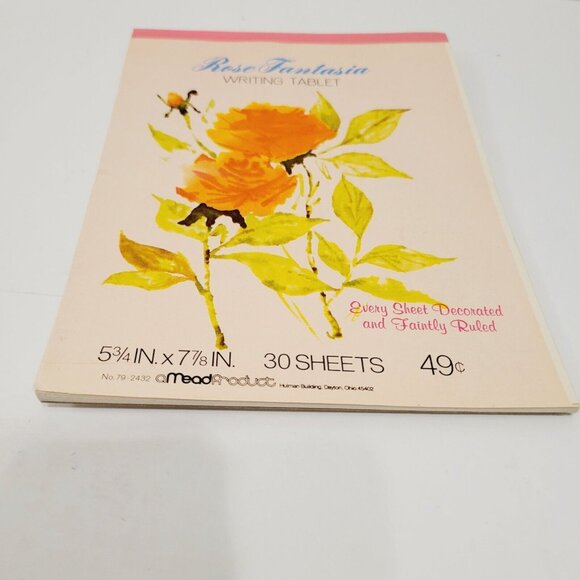 Rose Fantasia
WRITING TABLET
Every Sheet Decorated
and Faintly Ruled
5¾ IN. x 7⅞ IN. 30 SHEETS 49¢
No. 79-2432 a Mead Product Hulman Building, Dayton, Ohio 45402